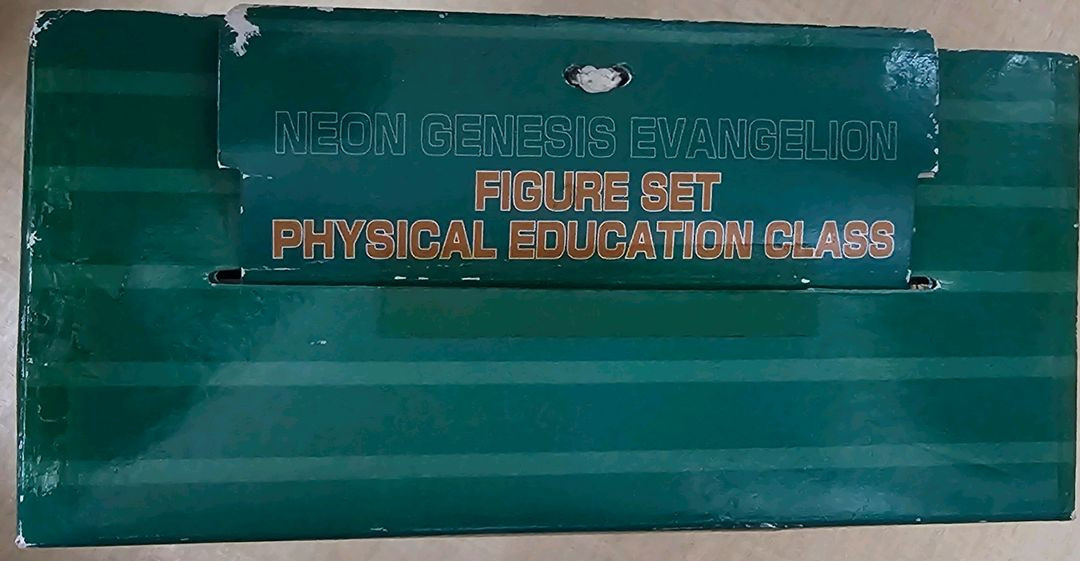 NEON GENESIS EVANGELION
FIGURE SET
PHYSICAL EDUCATION CLASS